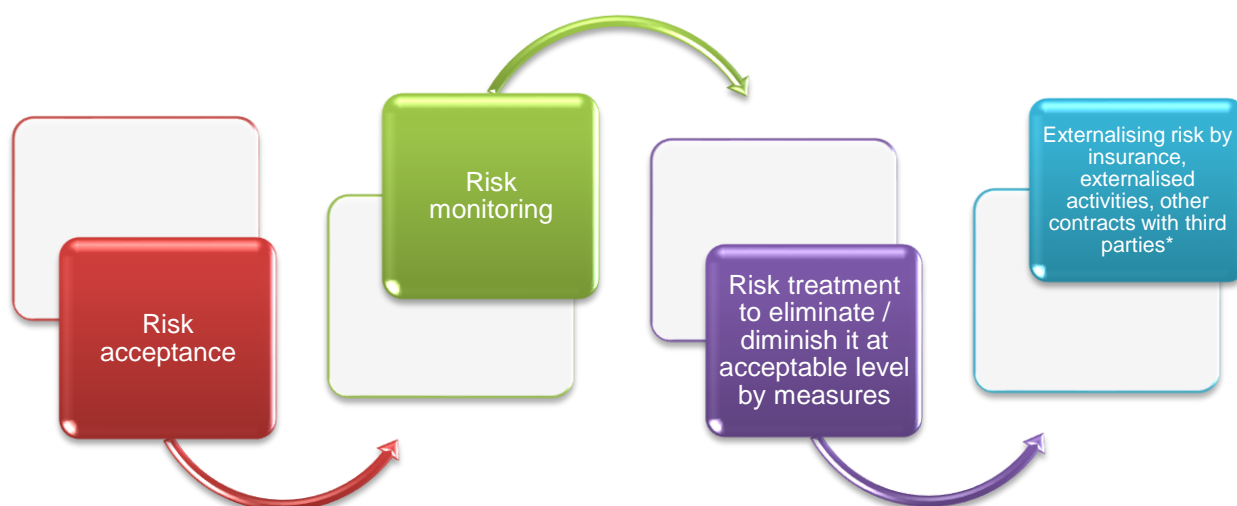 Risk
acceptance
Risk
monitoring
Risk treatment
to eliminate /
diminish it at
acceptable level
by measures
Externalising risk by
insurance,
externalised
activities, other
contracts with third
parties*